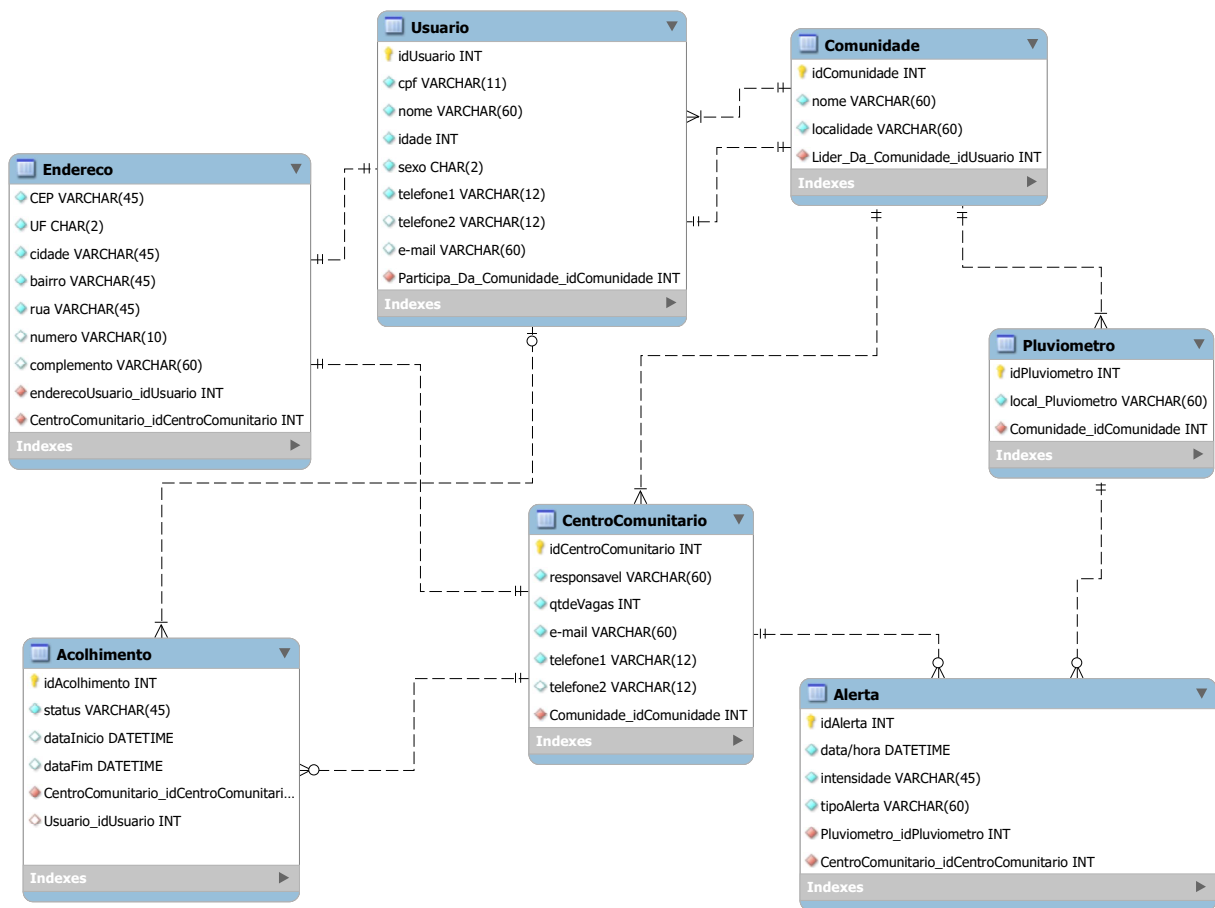 Usuario
idUsuario INT
cpf VARCHAR(11)
nome VARCHAR(60)
idade INT
sexo CHAR(2)
telefone1 VARCHAR(12)
telefone2 VARCHAR(12)
e-mail VARCHAR(60)
Participa_Da_Comunidade_idComunidade INT
Indexes
Comunidade
idComunidade INT
nome VARCHAR(60)
localidade VARCHAR(60)
Lider_Da_Comunidade_idUsuario INT
Indexes
Endereco
CEP VARCHAR(45)
UF CHAR(2)
cidade VARCHAR(45)
bairro VARCHAR(45)
rua VARCHAR(45)
numero VARCHAR(10)
complemento VARCHAR(60)
enderecoUsuario_idUsuario INT
CentroComunitario_idCentroComunitario INT
Indexes
Pluviometro
idPluviometro INT
local_Pluviometro VARCHAR(60)
Comunidade_idComunidade INT
Indexes
CentroComunitario
idCentroComunitario INT
responsavel VARCHAR(60)
qtdeVagas INT
e-mail VARCHAR(60)
telefone1 VARCHAR(12)
telefone2 VARCHAR(12)
Comunidade_idComunidade INT
Indexes
Acolhimento
idAcolhimento INT
status VARCHAR(45)
dataInicio DATETIME
dataFim DATETIME
CentroComunitario_idCentroComunitari...
Usuario_idUsuario INT
Indexes
Alerta
idAlerta INT
data/hora DATETIME
intensidade VARCHAR(45)
tipoAlerta VARCHAR(60)
Pluviometro_idPluviometro INT
CentroComunitario_idCentroComunitario INT
Indexes